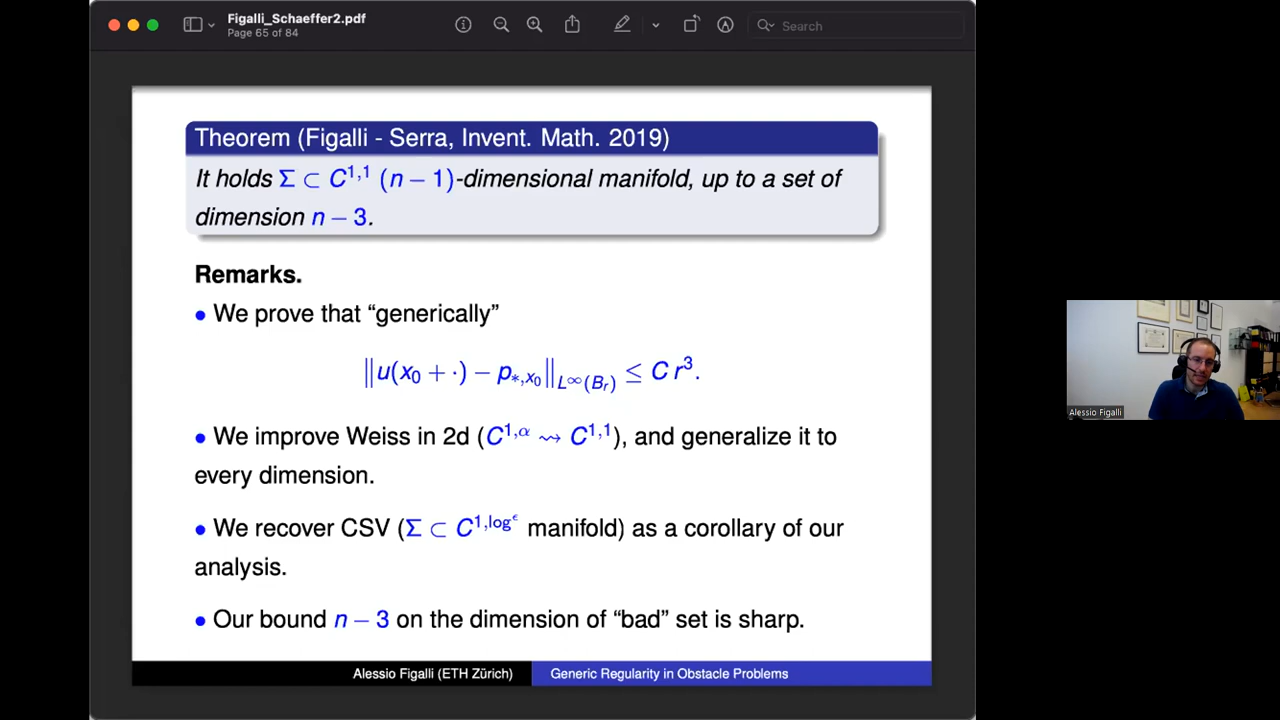 Figalli_Schaeffer2.pdf
Page 65 of 84
Search
Theorem (Figalli - Serra, Invent. Math. 2019)
It holds Σ ⊂ C^{1,1} (n − 1)-dimensional manifold, up to a set of
dimension n − 3.
Remarks.
• We prove that “generically”
‖u(x₀ + ·) − p_{∗,x₀}‖_{L^∞(B_r)} ≤ C r³.
• We improve Weiss in 2d (C^{1,α} ⇝ C^{1,1}), and generalize it to
every dimension.
• We recover CSV (Σ ⊂ C^{1,log^ϵ} manifold) as a corollary of our
analysis.
• Our bound n − 3 on the dimension of “bad” set is sharp.
Alessio Figalli (ETH Zürich)
Generic Regularity in Obstacle Problems
Alessio Figalli